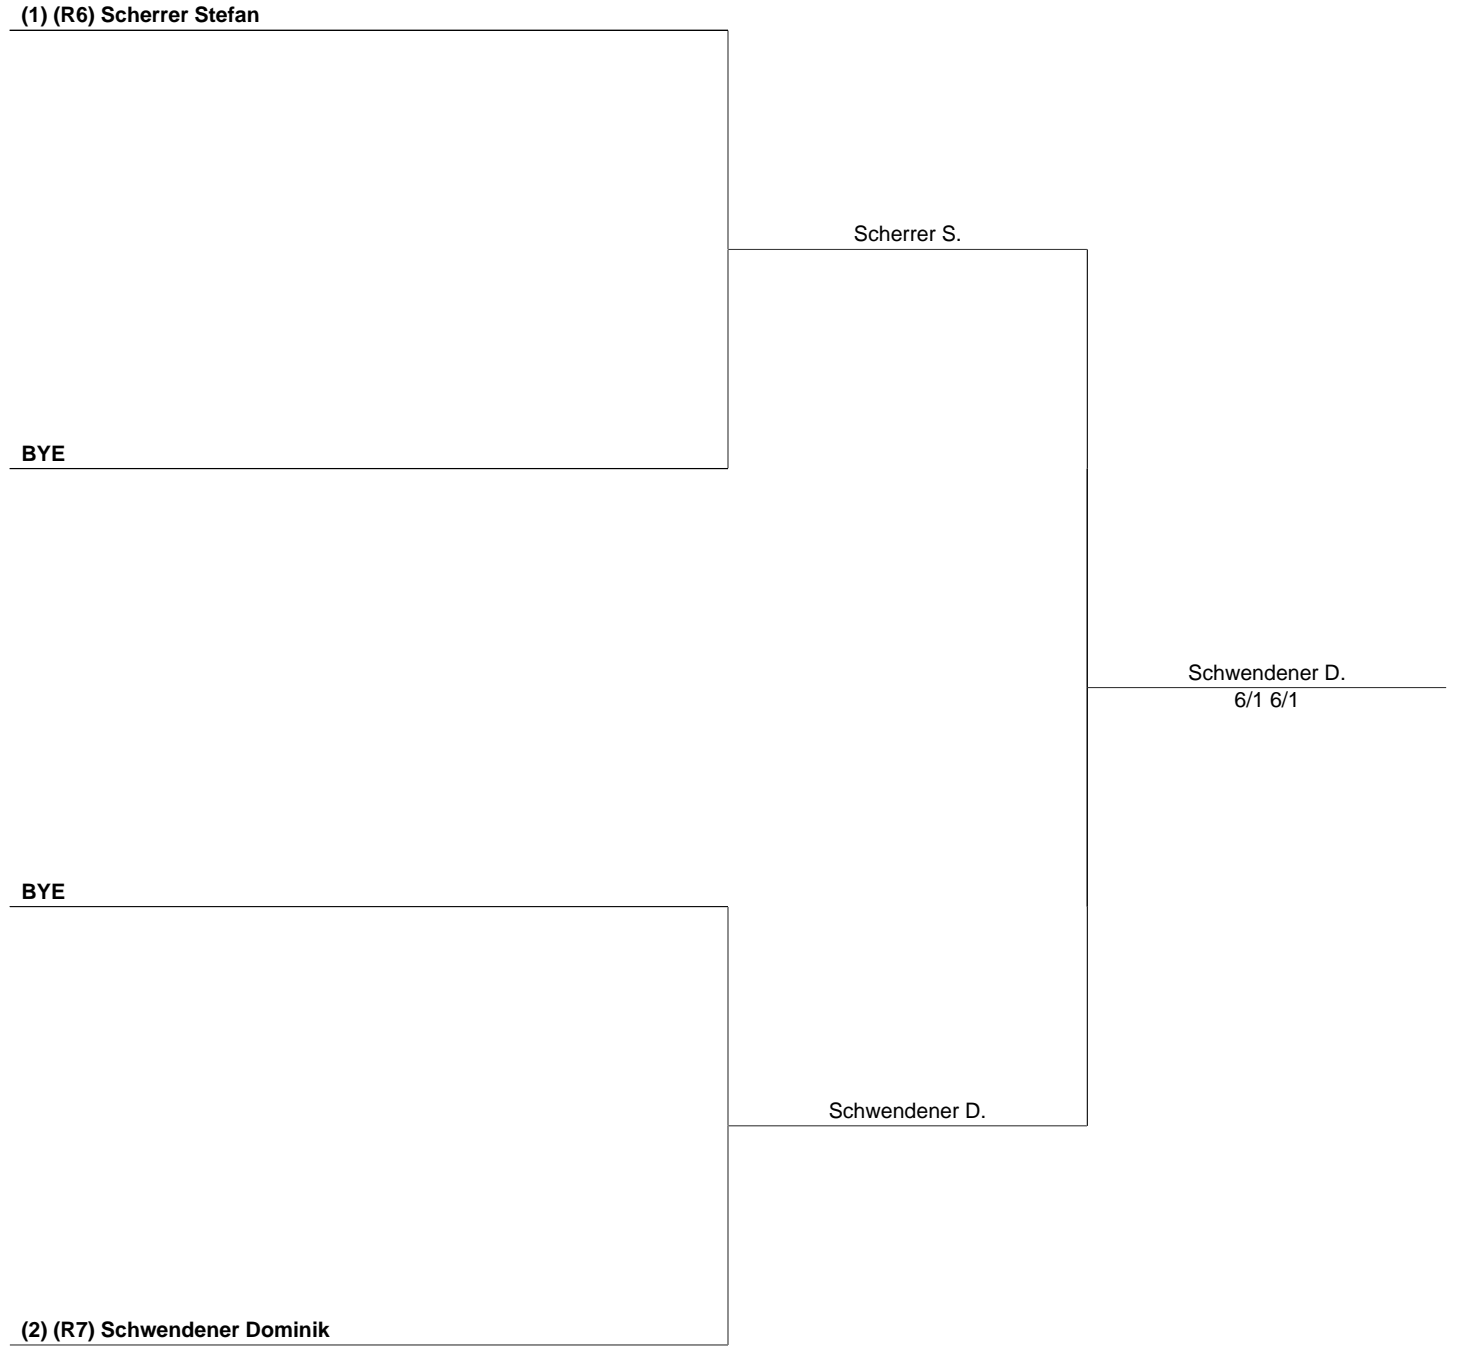 (1) (R6) Scherrer Stefan
Scherrer S.
BYE
Schwendener D.
6/1 6/1
BYE
Schwendener D.
(2) (R7) Schwendener Dominik